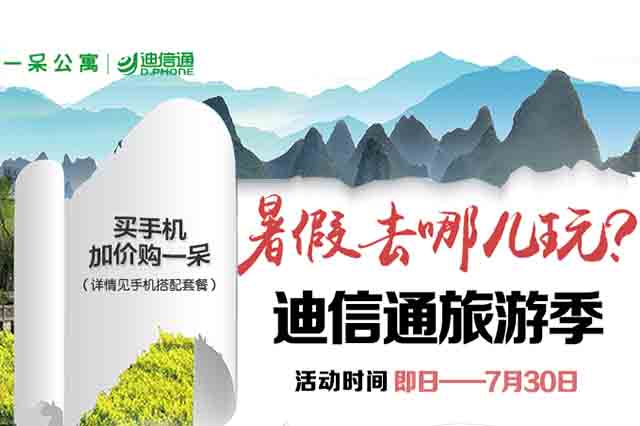 一呆公寓 迪信通
D.PHONE
买手机
加价购一呆
（详情见手机搭配套餐）
暑假去哪儿玩？
迪信通旅游季
活动时间 即日——7月30日